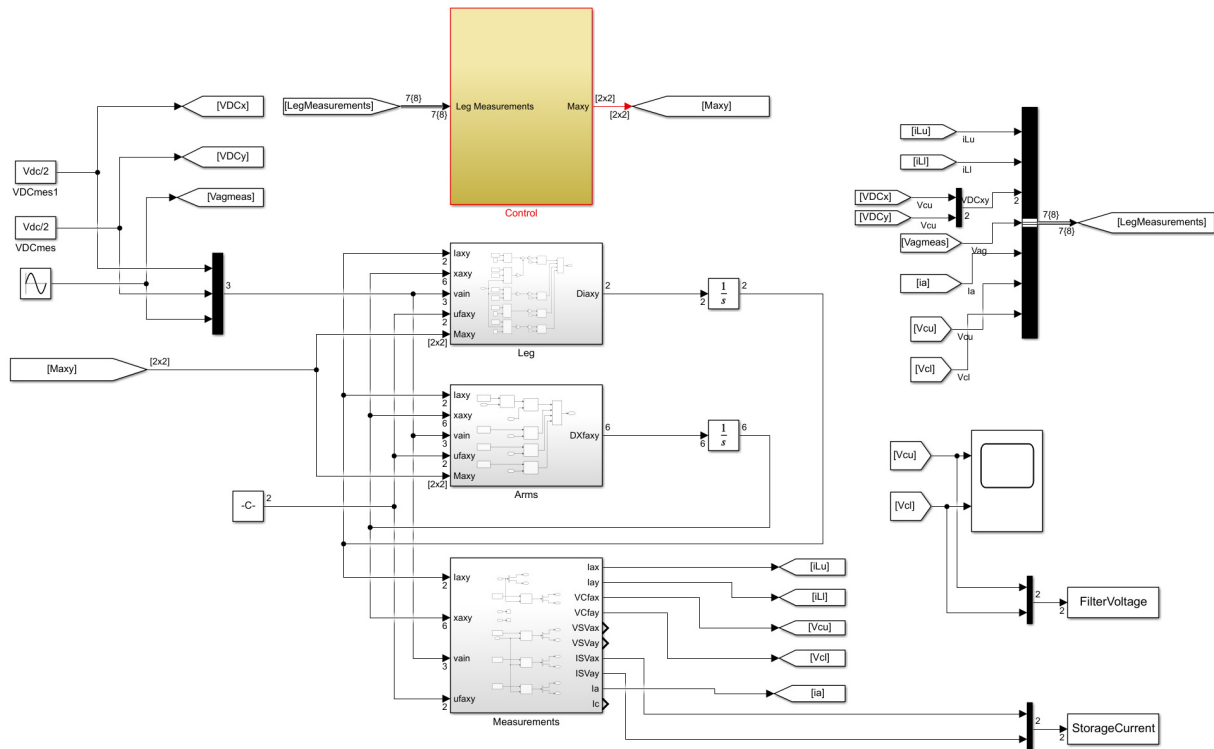 [VDCx]
[VDCy]
[Vagmeas]
Vdc/2
VDCmes1
Vdc/2
VDCmes
3
[LegMeasurements]
7{8}
7{8}
Leg Measurements
Maxy
Control
[2x2]
[2x2]
[Maxy]
[Maxy]
[2x2]
Iaxy
2
xaxy
6
vain
3
ufaxy
2
Maxy
[2x2]
Diaxy
Leg
2
2
1
s
2
Iaxy
2
xaxy
6
vain
3
ufaxy
2
Maxy
[2x2]
DXfaxy
Arms
6
6
1
s
6
-C-
2
Iaxy
2
xaxy
6
vain
3
ufaxy
2
Iax
Iay
VCfax
VCfay
VSVax
VSVay
ISVax
ISVay
Ia
Ic
Measurements
[iLu]
[iLl]
[Vcu]
[Vcl]
[ia]
[iLu]
iLu
[iLl]
iLl
[VDCx]
Vcu
[VDCy]
Vcu
2
VDCxy
2
[Vagmeas]
Vag
[ia]
Ia
[Vcu]
Vcu
[Vcl]
Vcl
7{8}
7{8}
[LegMeasurements]
[Vcu]
[Vcl]
2
2
FilterVoltage
2
2
StorageCurrent